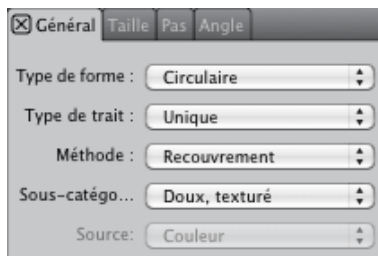 Général Taille Pas Angle
Type de forme : Circulaire
Type de trait : Unique
Méthode : Recouvrement
Sous-catégo... Doux, texturé
Source: Couleur